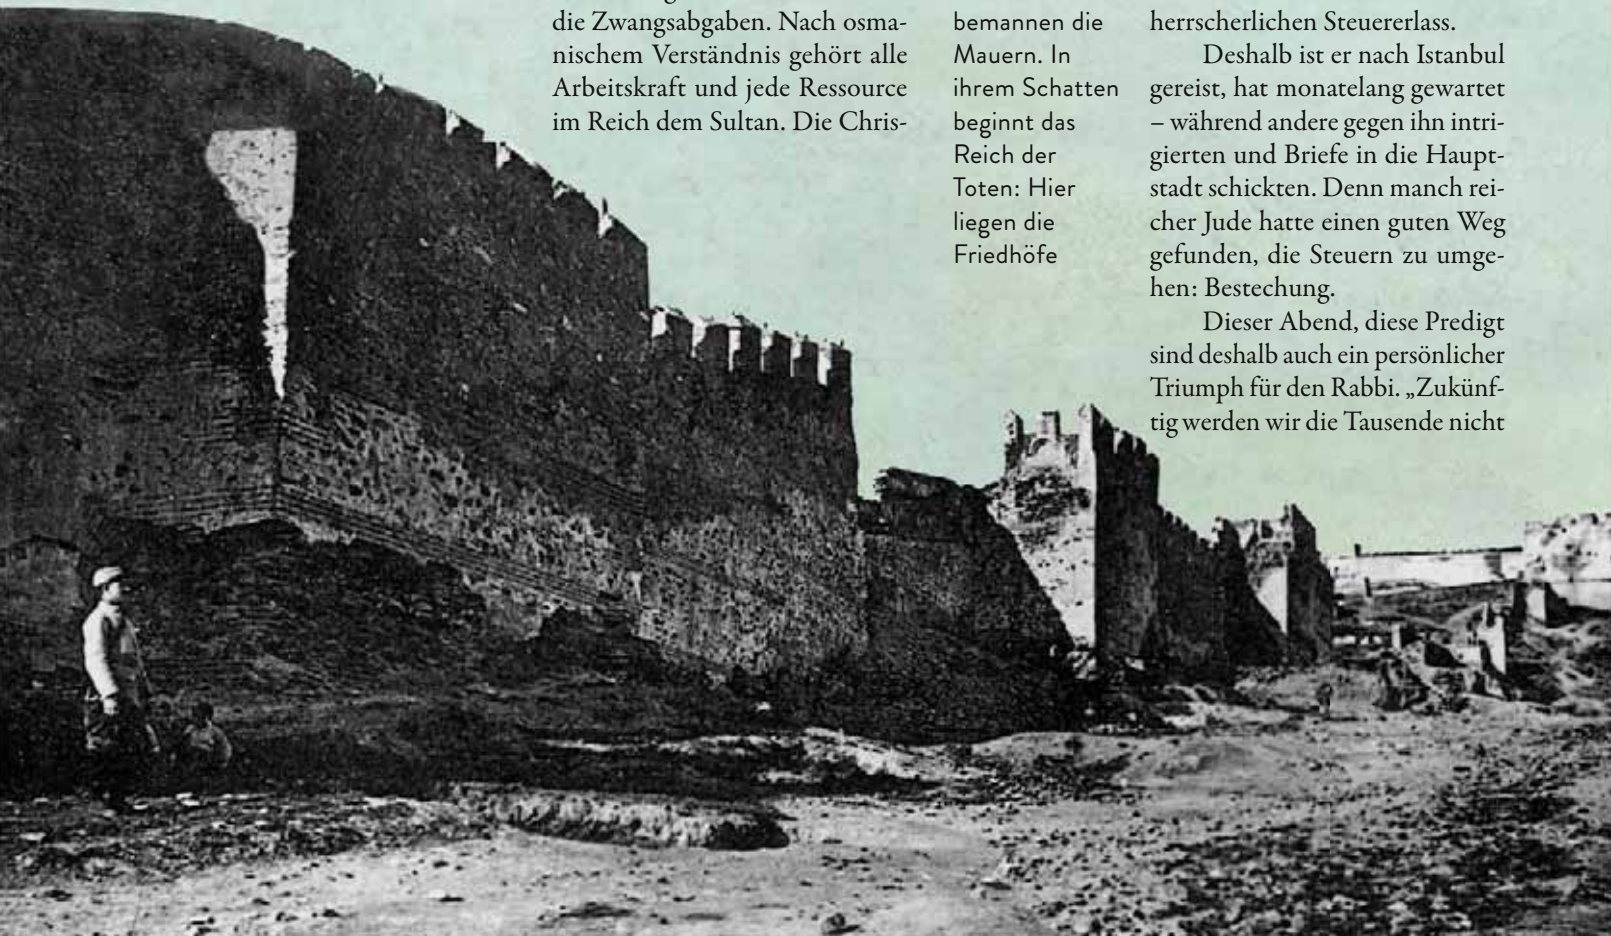 die Zwangsabgaben. Nach osma-
nischem Verständnis gehört alle
Arbeitskraft und jede Ressource
im Reich dem Sultan. Die Chris-
bemannen die
Mauern. In
ihrem Schatten
beginnt das
Reich der
Toten: Hier
liegen die
Friedhöfe
herrscherlichen Steuererlass.
Deshalb ist er nach Istanbul
gereist, hat monatelang gewartet
– während andere gegen ihn intri-
gierten und Briefe in die Haupt-
stadt schickten. Denn manch rei-
cher Jude hatte einen guten Weg
gefunden, die Steuern zu umge-
hen: Bestechung.
Dieser Abend, diese Predigt
sind deshalb auch ein persönlicher
Triumph für den Rabbi. „Zukünf-
tig werden wir die Tausende nicht